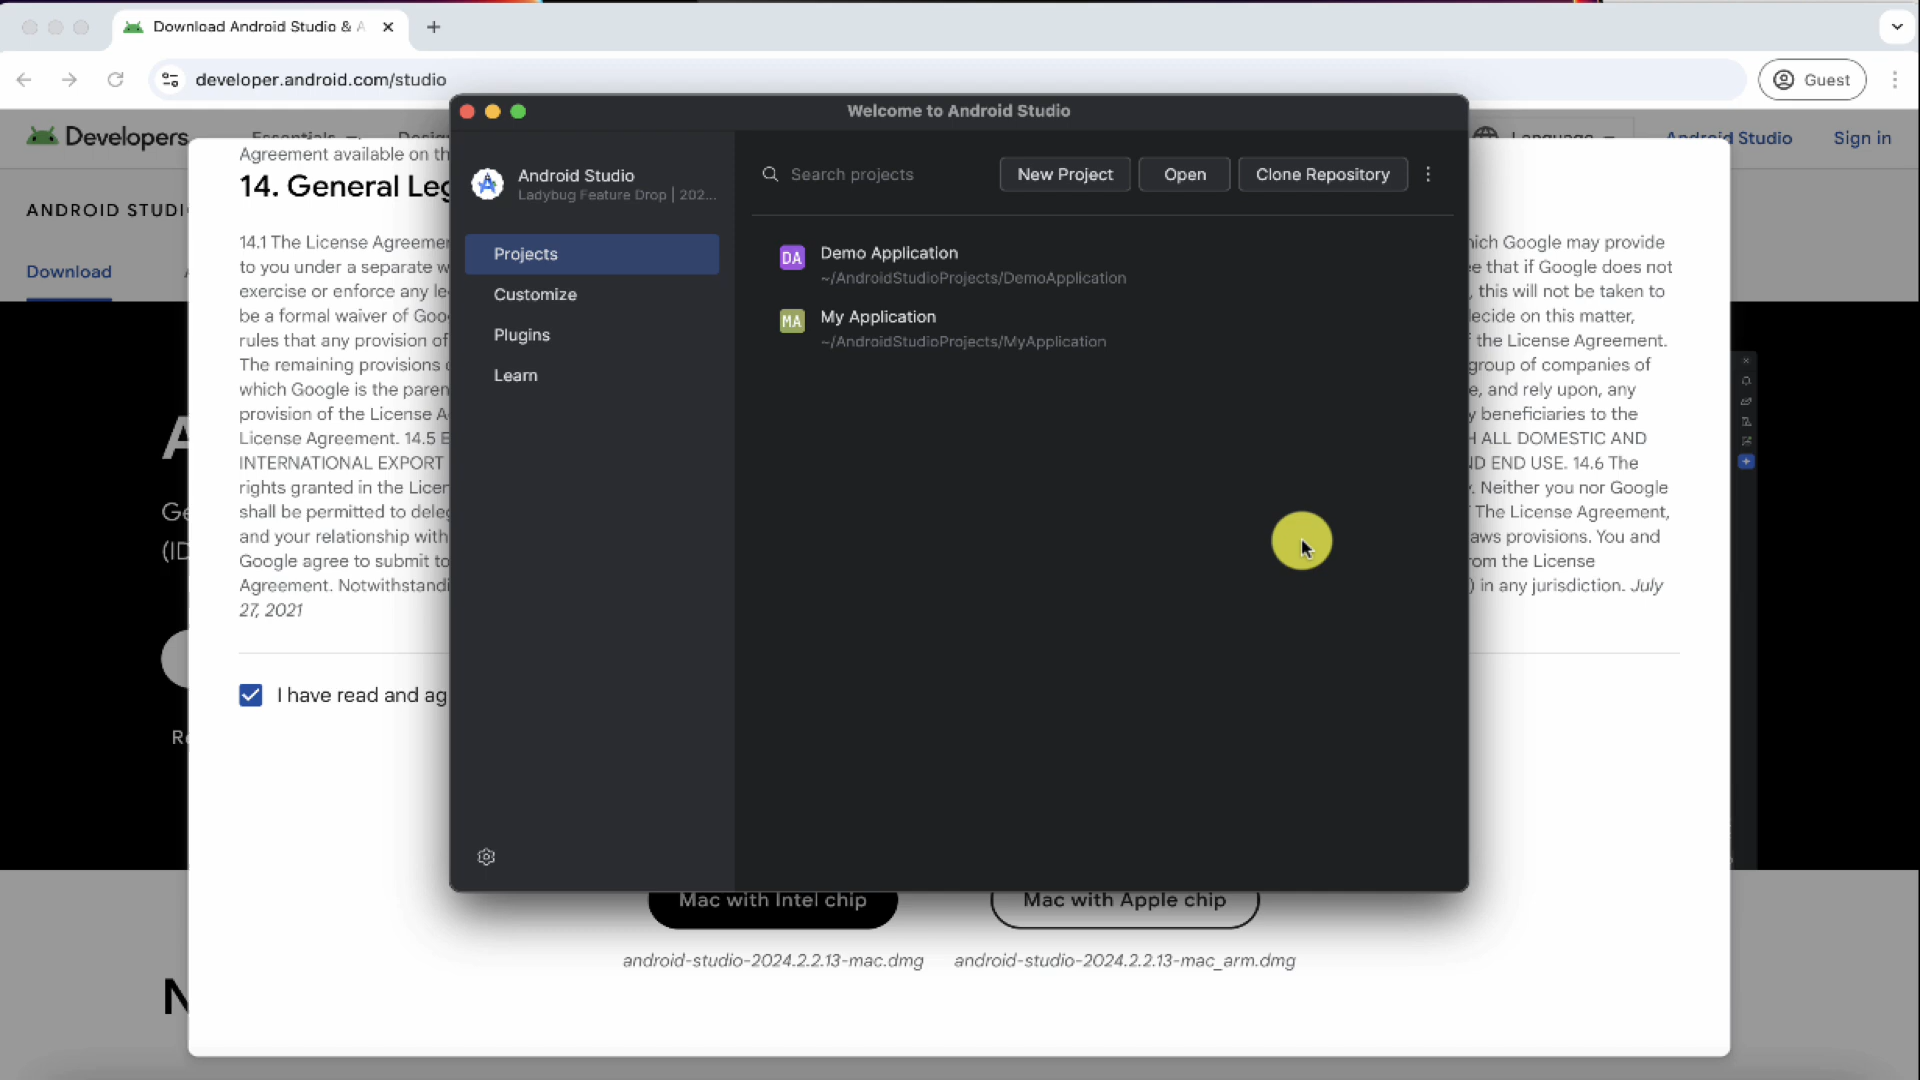 Download Android Studio & A
developer.android.com/studio
Guest
Developers
Language
Android Studio
Sign in
ANDROID STUDI
Download
Agreement available on th
14. General Leg
14.1 The License Agreeme
to you under a separate w
exercise or enforce any le
be a formal waiver of Goo
rules that any provision of
The remaining provisions
which Google is the paren
provision of the License A
License Agreement. 14.5 E
INTERNATIONAL EXPORT
rights granted in the Licen
shall be permitted to deleg
and your relationship with
Google agree to submit to
Agreement. Notwithstandi
27, 2021
I have read and ag
hich Google may provide
e that if Google does not
, this will not be taken to
ecide on this matter,
the License Agreement.
group of companies of
e, and rely upon, any
y beneficiaries to the
H ALL DOMESTIC AND
ND END USE. 14.6 The
. Neither you nor Google
The License Agreement,
aws provisions. You and
om the License
) in any jurisdiction. July
Welcome to Android Studio
Android Studio
Ladybug Feature Drop | 202...
Projects
Customize
Plugins
Learn
Search projects
New Project
Open
Clone Repository
DA
Demo Application
~/AndroidStudioProjects/DemoApplication
MA
My Application
~/AndroidStudioProjects/MyApplication
Mac with Intel chip
Mac with Apple chip
android-studio-2024.2.2.13-mac.dmg
android-studio-2024.2.2.13-mac_arm.dmg